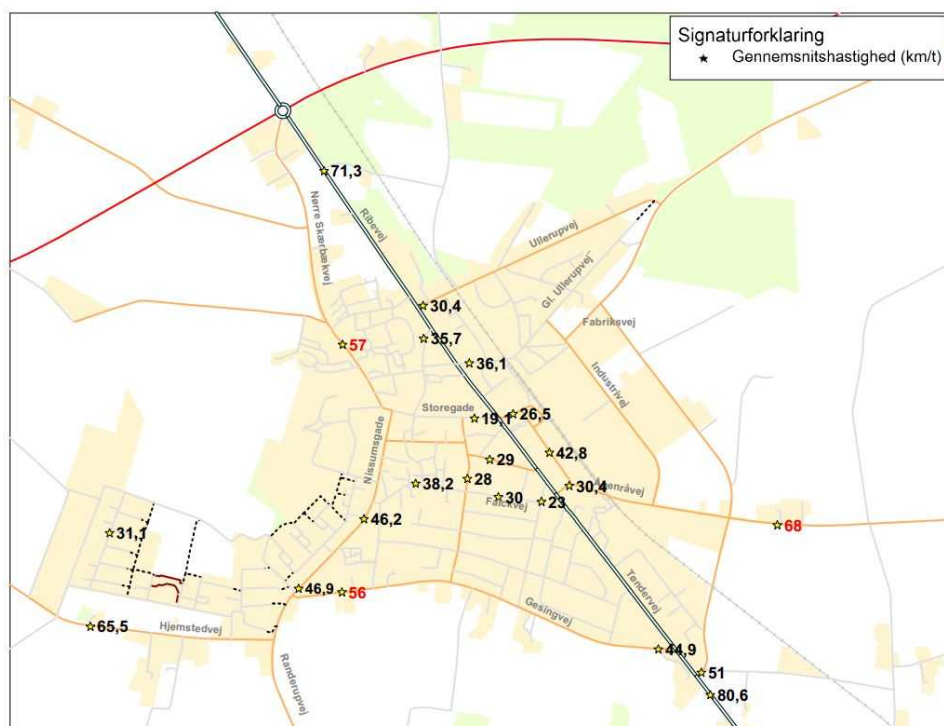 Signaturforklaring
Gennemsnitshastighed (km/t)
71,3
Nørre Skærbækvej
Ribevej
Ullerupvej
Gl. Ullerupvej
30,4
Fabriksvej
57
35,7
36,1
Industrivej
Storegade
19,1
26,5
Nissumsgade
42,8
29
38,2
28
30,4
Åbenråvej
30
Falckvej
23
46,2
68
31,1
Tøndervej
46,9
56
Gesingvej
65,5
Hjemstedvej
Randerupvej
44,9
51
80,6